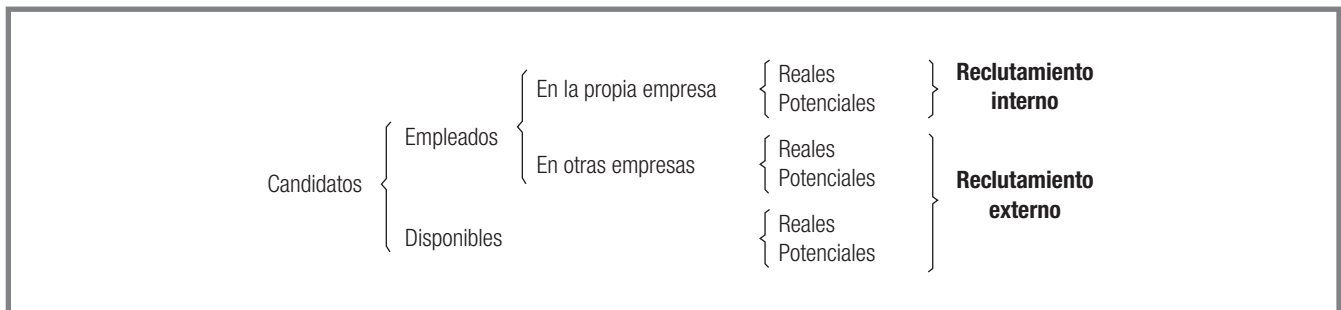 Candidatos
Empleados
En la propia empresa
Reales
Potenciales
Reclutamiento
interno
En otras empresas
Reales
Potenciales
Disponibles
Reales
Potenciales
Reclutamiento
externo